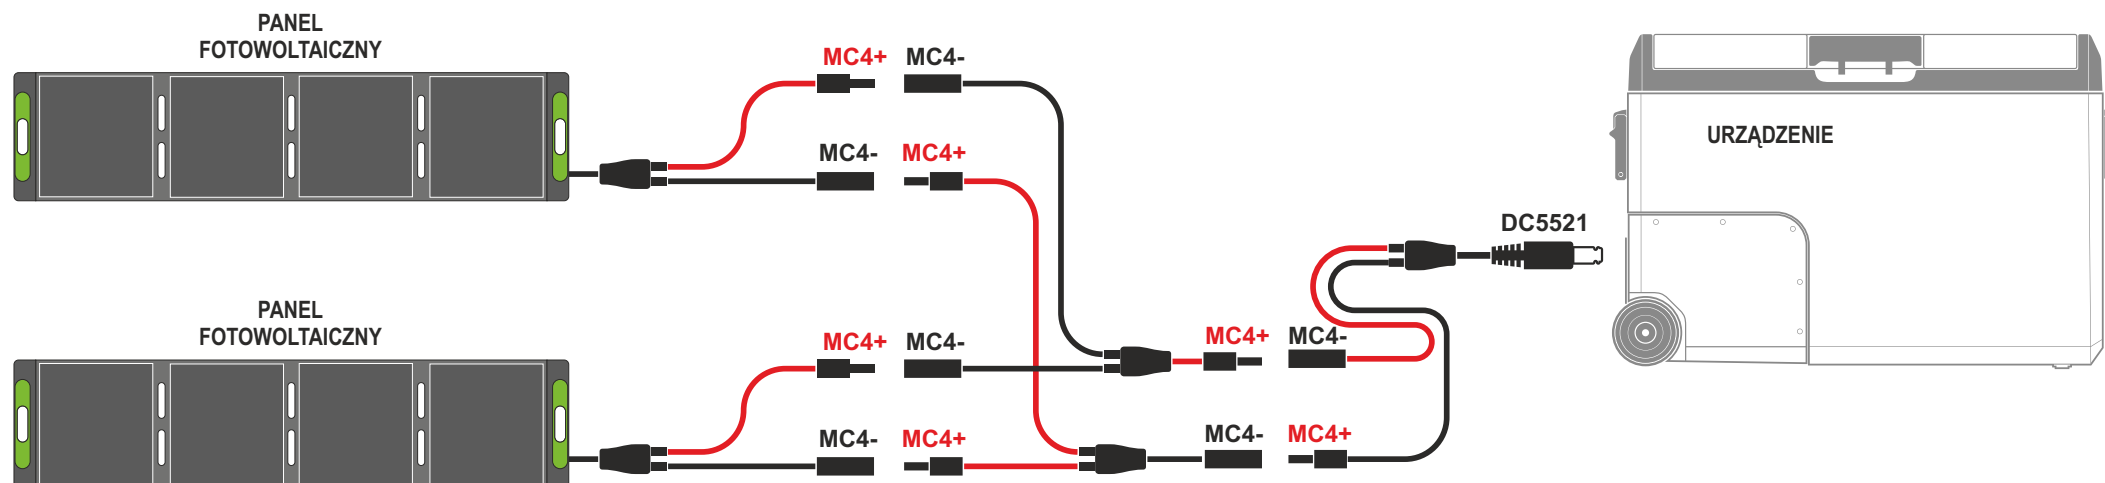 PANEL
FOTOWOLTAICZNY
MC4+ MC4-
MC4- MC4+
URZĄDZENIE
DC5521
PANEL
FOTOWOLTAICZNY
MC4+ MC4- MC4+ MC4-
MC4- MC4+ MC4- MC4+